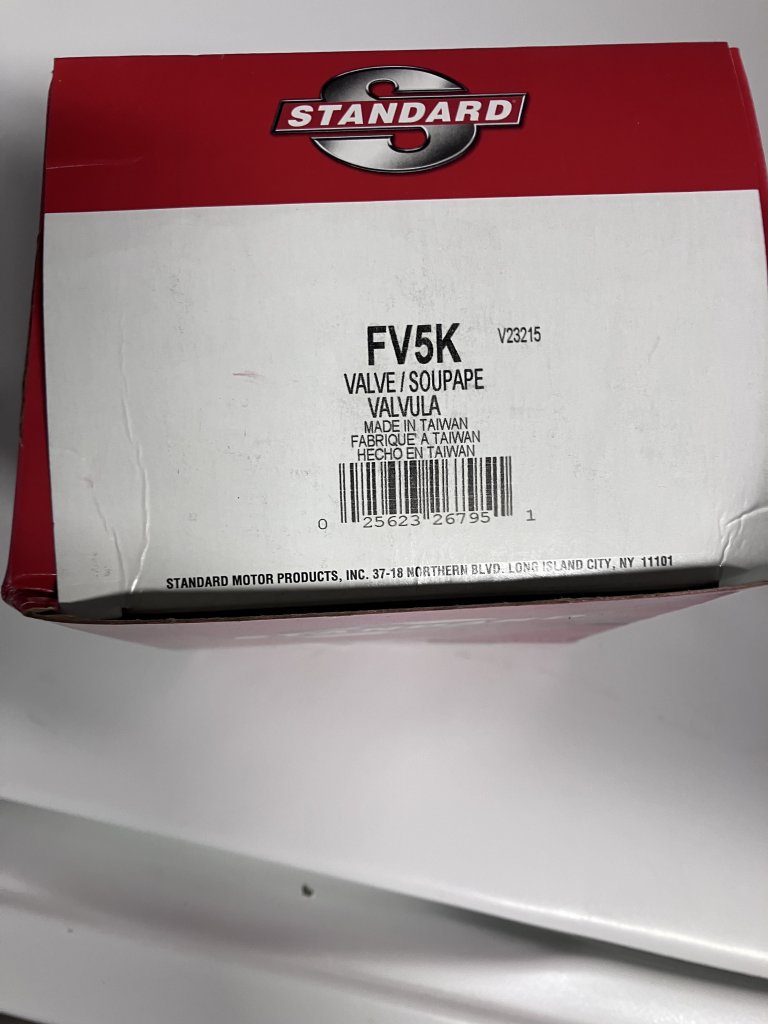 STANDARD
FV5K
V23215
VALVE / SOUPAPE
VALVULA
MADE IN TAIWAN
FABRIQUE A TAIWAN
HECHO EN TAIWAN
0 25623 26795 1
STANDARD MOTOR PRODUCTS, INC. 37-18 NORTHERN BLVD. LONG ISLAND CITY, NY 11101